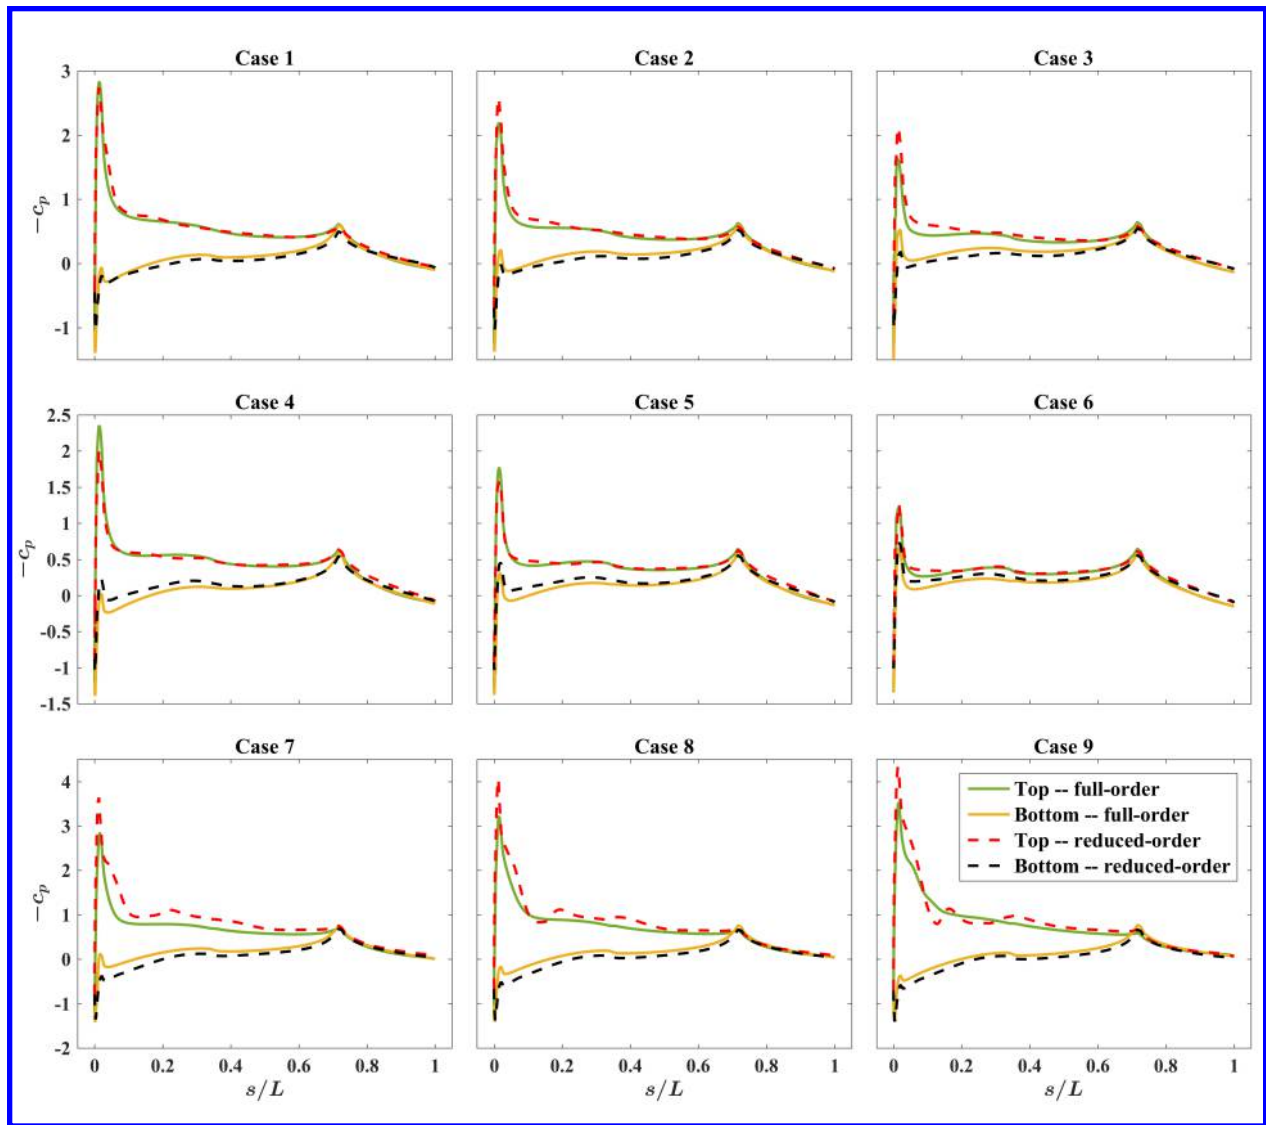 Case 1
Case 2
Case 3
3
2
1
0
-1
−c_p
Case 4
Case 5
Case 6
2.5
2
1.5
1
0.5
0
-0.5
-1
-1.5
−c_p
Case 7
Case 8
Case 9
4
3
2
1
0
-1
-2
−c_p
Top -- full-order
Bottom -- full-order
Top -- reduced-order
Bottom -- reduced-order
0 0.2 0.4 0.6 0.8 1
0 0.2 0.4 0.6 0.8 1
0 0.2 0.4 0.6 0.8 1
s/L
s/L
s/L